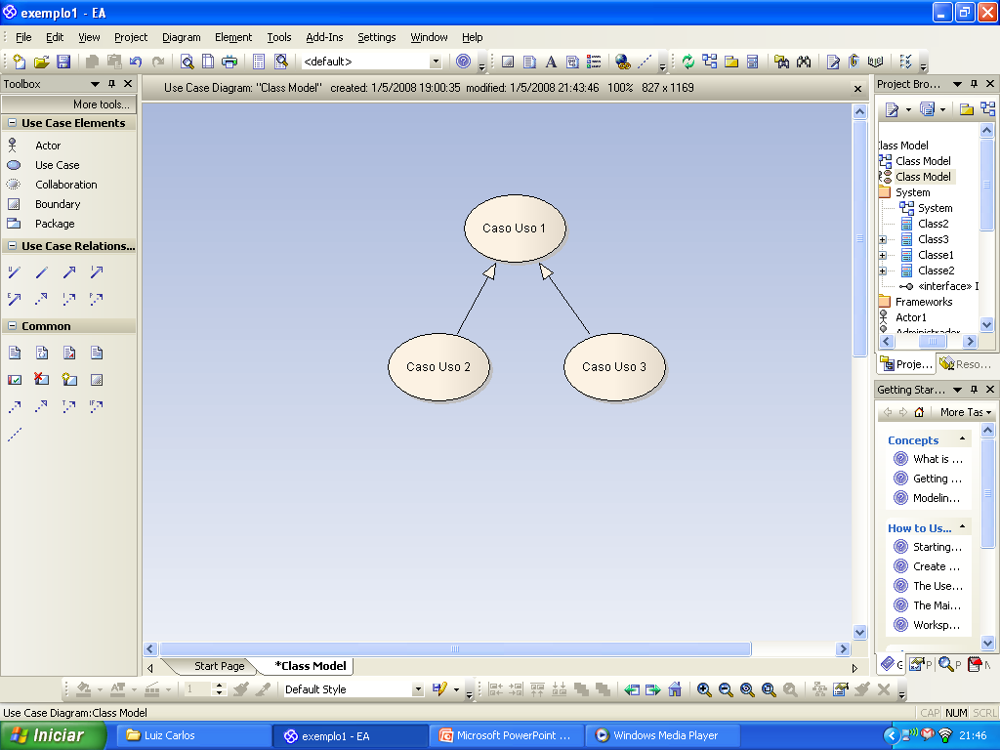 exemplo1 - EA
File Edit View Project Diagram Element Tools Add-Ins Settings Window Help
<default>
Toolbox
More tools...
Use Case Elements
Actor
Use Case
Collaboration
Boundary
Package
Use Case Relations...
Common
Use Case Diagram: "Class Model" created: 1/5/2008 19:00:35 modified: 1/5/2008 21:43:46 100% 827 x 1169
Caso Uso 1
Caso Uso 2
Caso Uso 3
Start Page
*Class Model
Project Bro...
Class Model
Class Model
Class Model
System
System
Class2
Class3
Classe1
Classe2
«interface» I
Frameworks
Actor1
Administrador
Proje...
Reso...
Getting Star...
More Tas
Concepts
What is ...
Getting ...
Modelin...
How to Us...
Starting...
Create ...
The Use...
The Mai...
Worksp...
1
Default Style
Use Case Diagram:Class Model
CAP NUM SCRL
Iniciar
Luiz Carlos
exemplo1 - EA
Microsoft PowerPoint ...
Windows Media Player
21:46